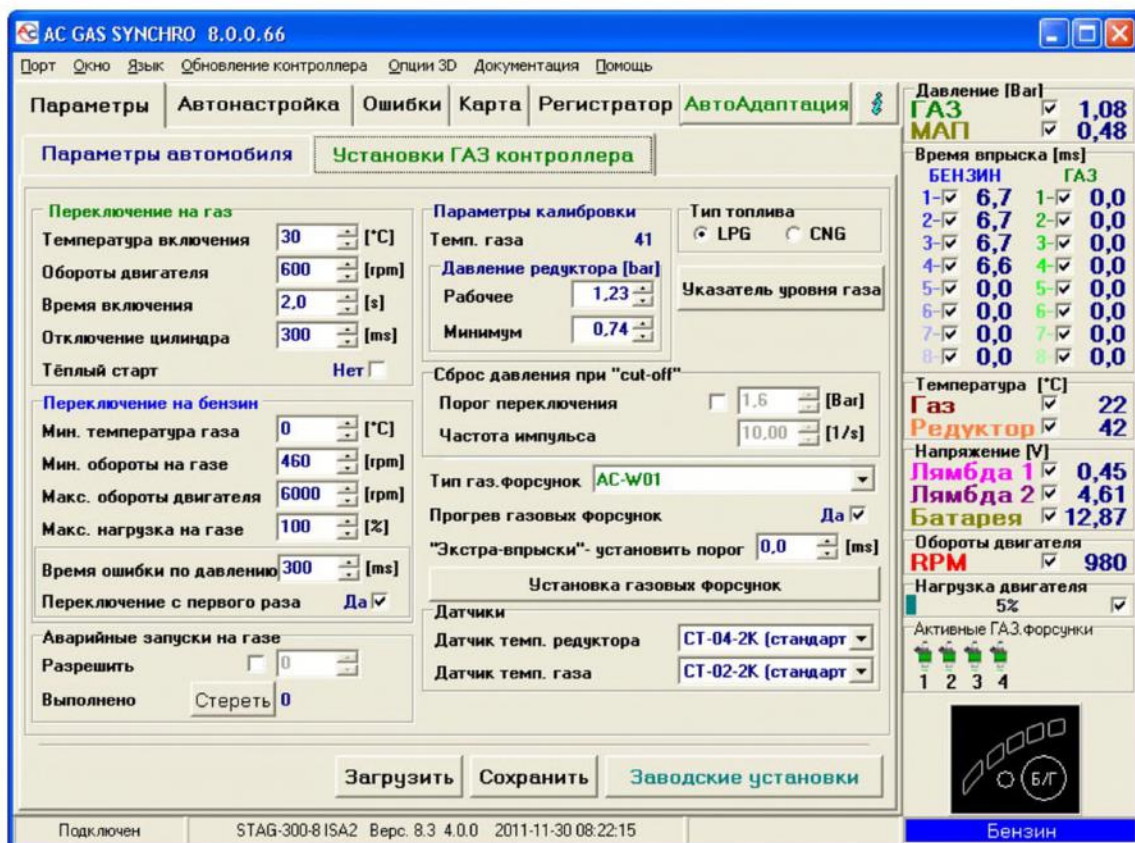 AC GAS SYNCHRO 8.0.0.66
Порт Окно Язык Обновление контроллера Опции 3D Документация Помощь
Параметры Автонастройка Ошибки Карта Регистратор АвтоАдаптация i
Параметры автомобиля Установки ГАЗ контроллера
Переключение на газ
Температура включения 30 [°C]
Обороты двигателя 600 [rpm]
Время включения 2,0 [s]
Отключение цилиндра 300 [ms]
Тёплый старт Нет
Переключение на бензин
Мин. температура газа 0 [°C]
Мин. обороты на газе 460 [rpm]
Макс. обороты двигателя 6000 [rpm]
Макс. нагрузка на газе 100 [%]
Время ошибки по давлению 300 [ms]
Переключение с первого раза Да
Аварийные запуски на газе
Разрешить 0
Выполнено Стереть 0
Параметры калибровки
Темп. газа 41
Давление редуктора [bar]
Рабочее 1,23
Минимум 0,74
Тип топлива
LPG CNG
Указатель уровня газа
Сброс давления при "cut-off"
Порог переключения 1,6 [Bar]
Частота импульса 10,00 [1/s]
Тип газ.форсунок AC-W01
Прогрев газовых форсунок Да
"Экстра-впрыски"- установить порог 0,0 [ms]
Установка газовых форсунок
Датчики
Датчик темп. редуктора CT-04-2K (стандарт
Датчик темп. газа CT-02-2K (стандарт
Загрузить Сохранить Заводские установки
Давление [Bar]
ГАЗ 1,08
МАП 0,48
Время впрыска [ms]
БЕНЗИН ГАЗ
1- 6,7 1- 0,0
2- 6,7 2- 0,0
3- 6,7 3- 0,0
4- 6,6 4- 0,0
5- 0,0 5- 0,0
6- 0,0 6- 0,0
7- 0,0 7- 0,0
8- 0,0 8- 0,0
Температура [°C]
Газ 22
Редуктор 42
Напряжение [V]
Лямбда 1 0,45
Лямбда 2 4,61
Батарея 12,87
Обороты двигателя
RPM 980
Нагрузка двигателя
5%
Активные ГАЗ.форсунки
1 2 3 4
Б/Г
Подключен STAG-300-8 ISA2 Верс. 8.3 4.0.0 2011-11-30 08:22:15 Бензин